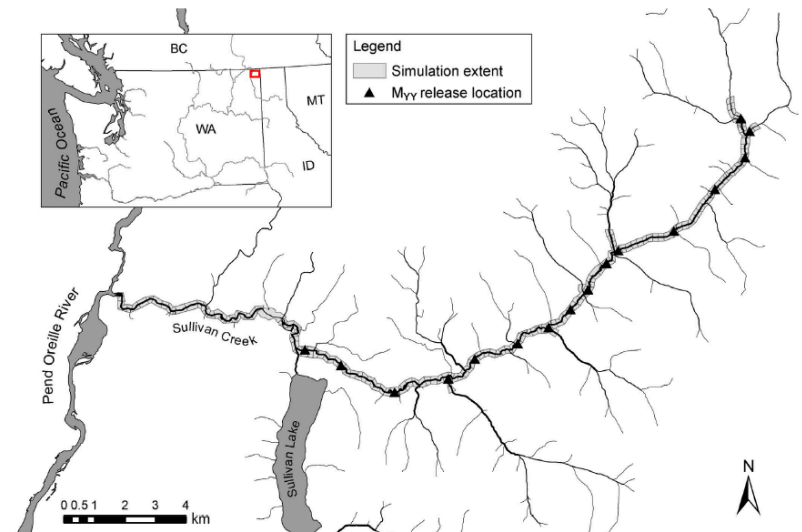 BC
WA
MT
ID
Pacific Ocean
Legend
Simulation extent
MYY release location
Pend Oreille River
Sullivan Creek
Sullivan Lake
N
0 0.5 1 2 3 4
km